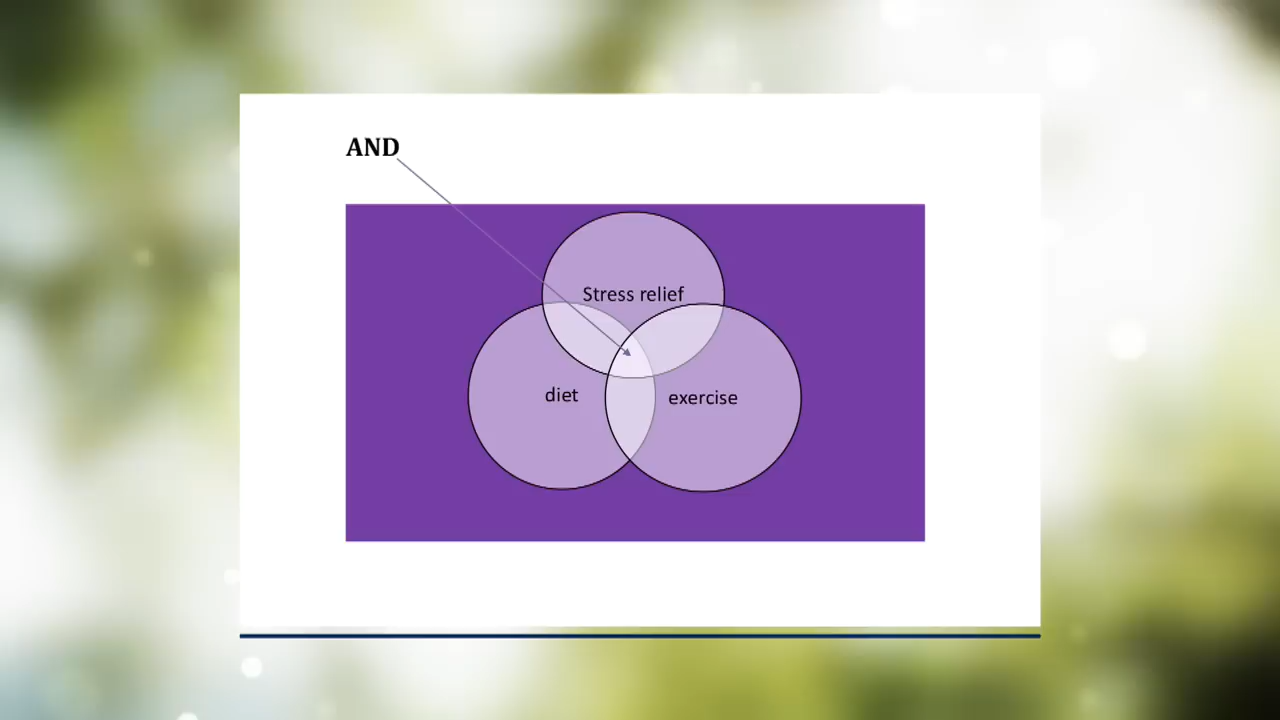 AND
Stress relief
diet
exercise